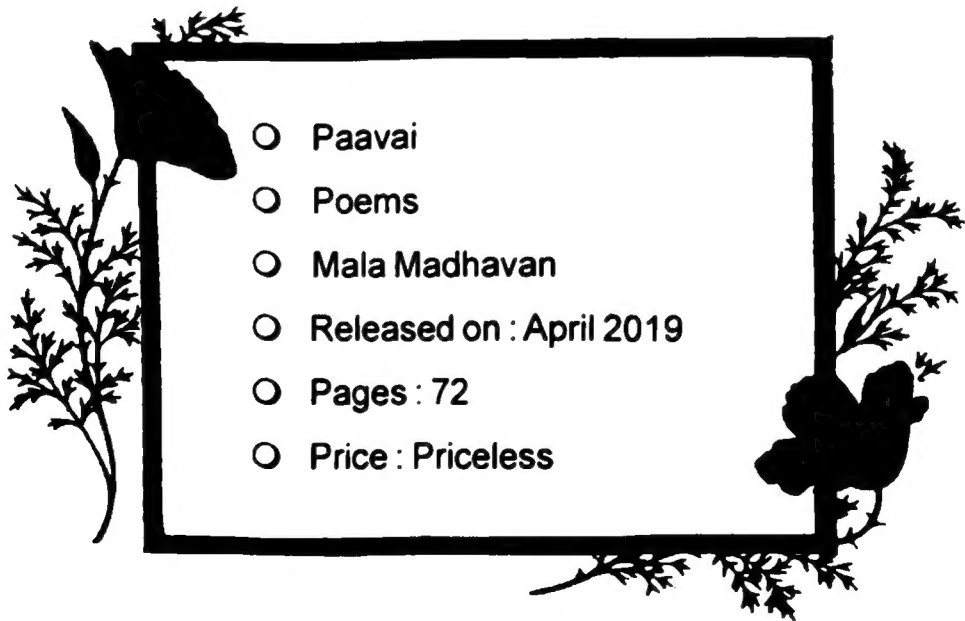 Paavai
Poems
Mala Madhavan
Released on : April 2019
Pages : 72
Price : Priceless